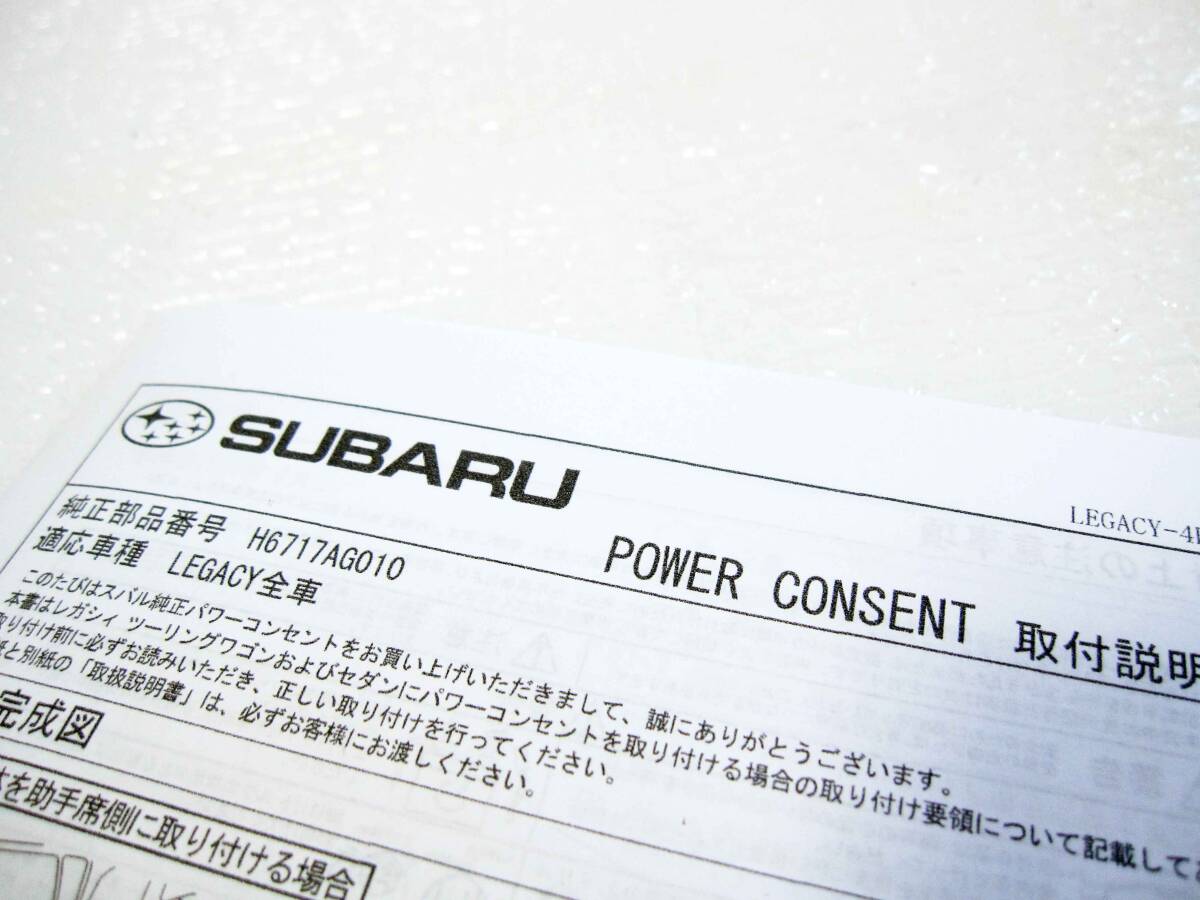 SUBARU
LEGACY-4
純正部品番号 H6717AG010
適応車種 LEGACY全車
POWER CONSENT 取付説明
このたびはスバル純正パワーコンセントをお買い上げいただきまして、誠にありがとうございます。
本書はレガシィ ツーリングワゴンおよびセダンにパワーコンセントを取り付ける場合の取り付け要領について記載して
り付け前に必ずお読みいただき、正しい取り付けを行ってください。
と別紙の「取扱説明書」は、必ずお客様にお渡しください。
完成図
を助手席側に取り付ける場合